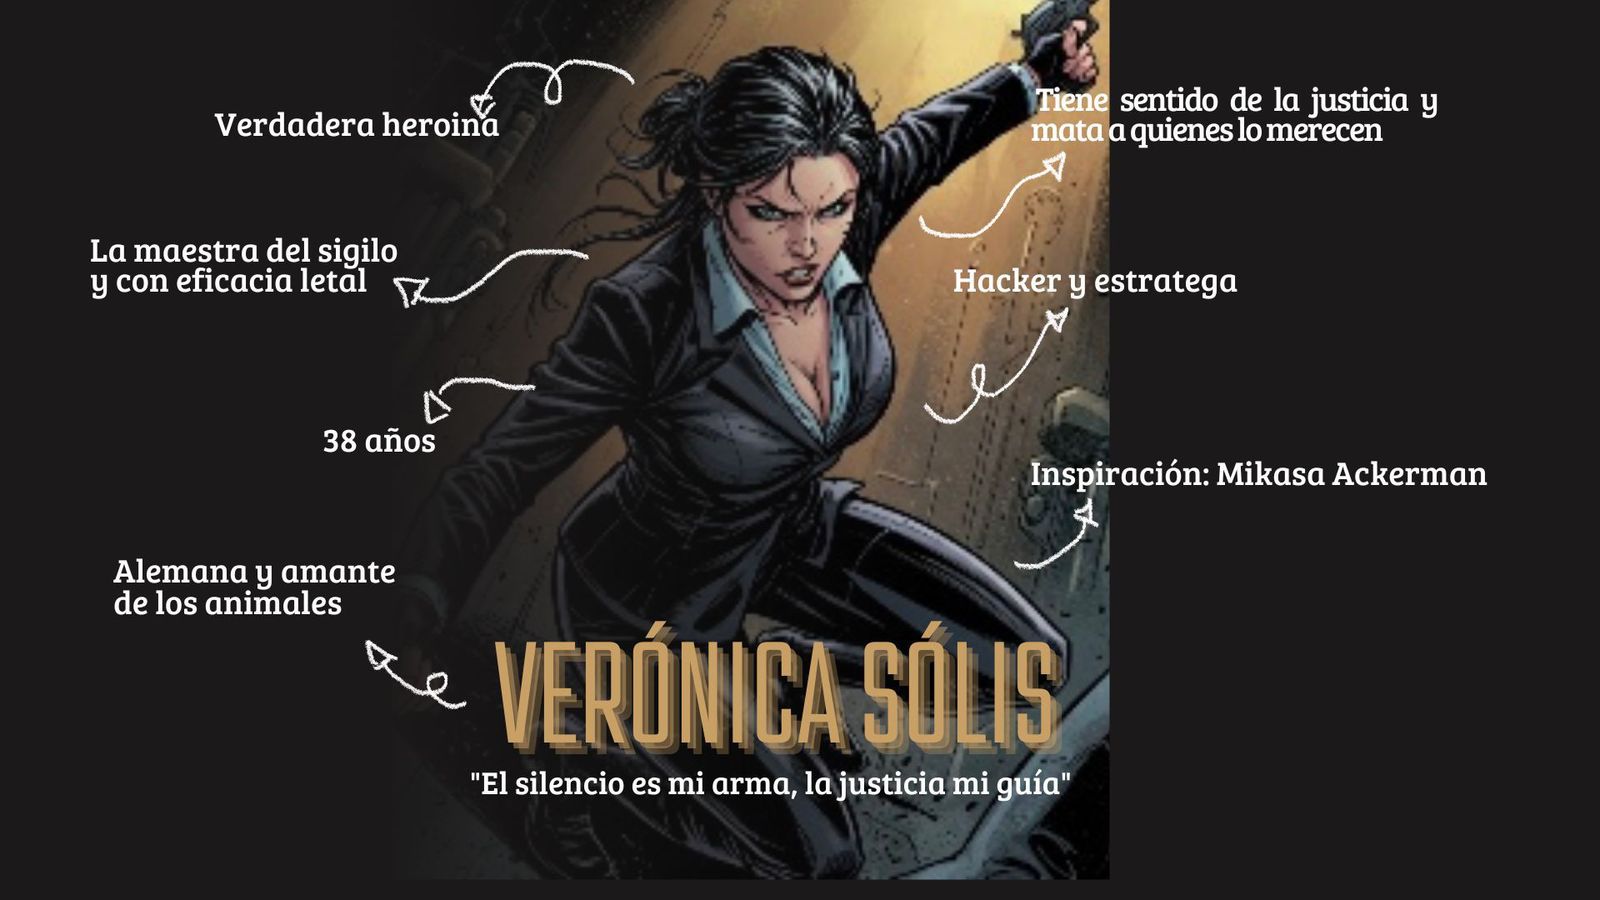 Verdadera heroina
Tiene sentido de la justicia y
mata a quienes lo merecen
La maestra del sigilo
y con eficacia letal
Hacker y estratega
38 años
Inspiración: Mikasa Ackerman
Alemana y amante
de los animales
VERÓNICA SÓLIS
"El silencio es mi arma, la justicia mi guía"